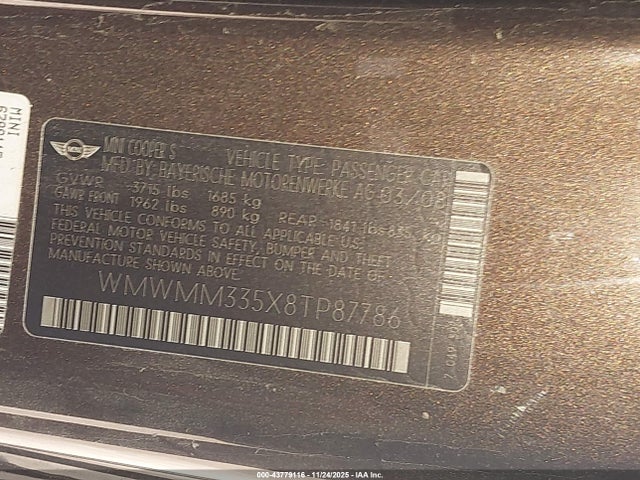 MINI
MINI COOPER S VEHICLE TYPE PASSENGER CAR
MFD BY: BAYERISCHE MOTORENWERKE AG 03/08
GVWR 3715 lbs 1685 kg
GAWR FRONT 1962 lbs 890 kg REAR 1841 lbs 835 kg
THIS VEHICLE CONFORMS TO ALL APPLICABLE U.S.
FEDERAL MOTOR VEHICLE SAFETY, BUMPER AND THEFT
PREVENTION STANDARDS IN EFFECT ON THE DATE OF
MANUFACTURE SHOWN ABOVE
WMWMM335X8TP87786
000-43779116 - 11/24/2025 - IAA Inc.